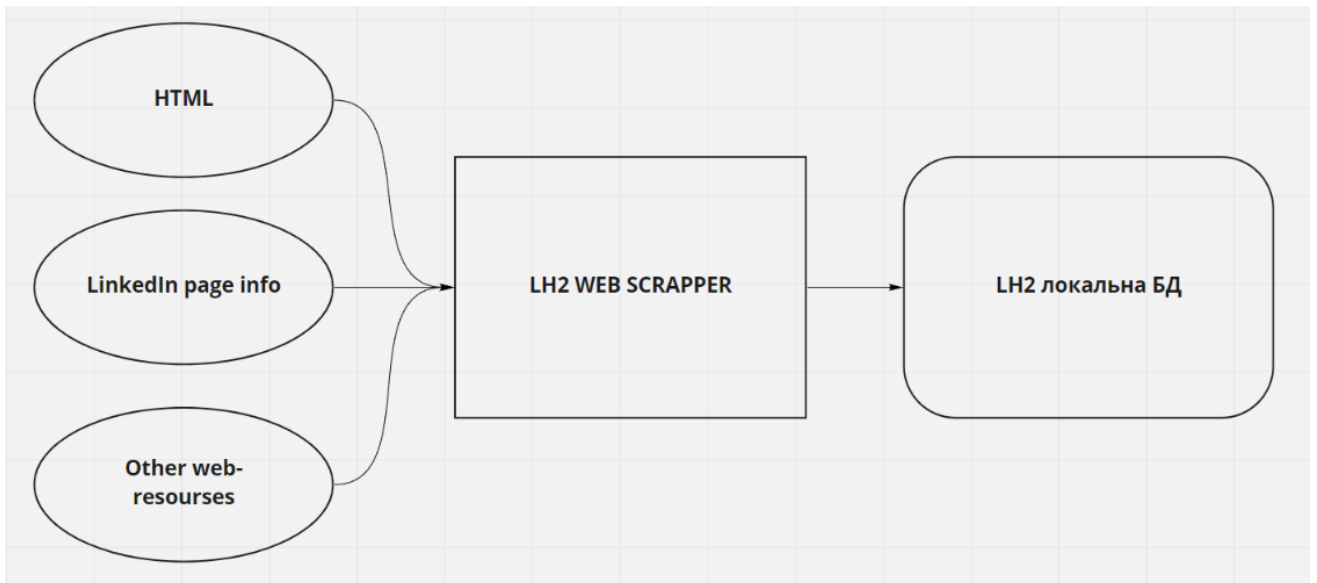 HTML
LinkedIn page info
Other web-
resourses
LH2 WEB SCRAPPER
LH2 локальна БД